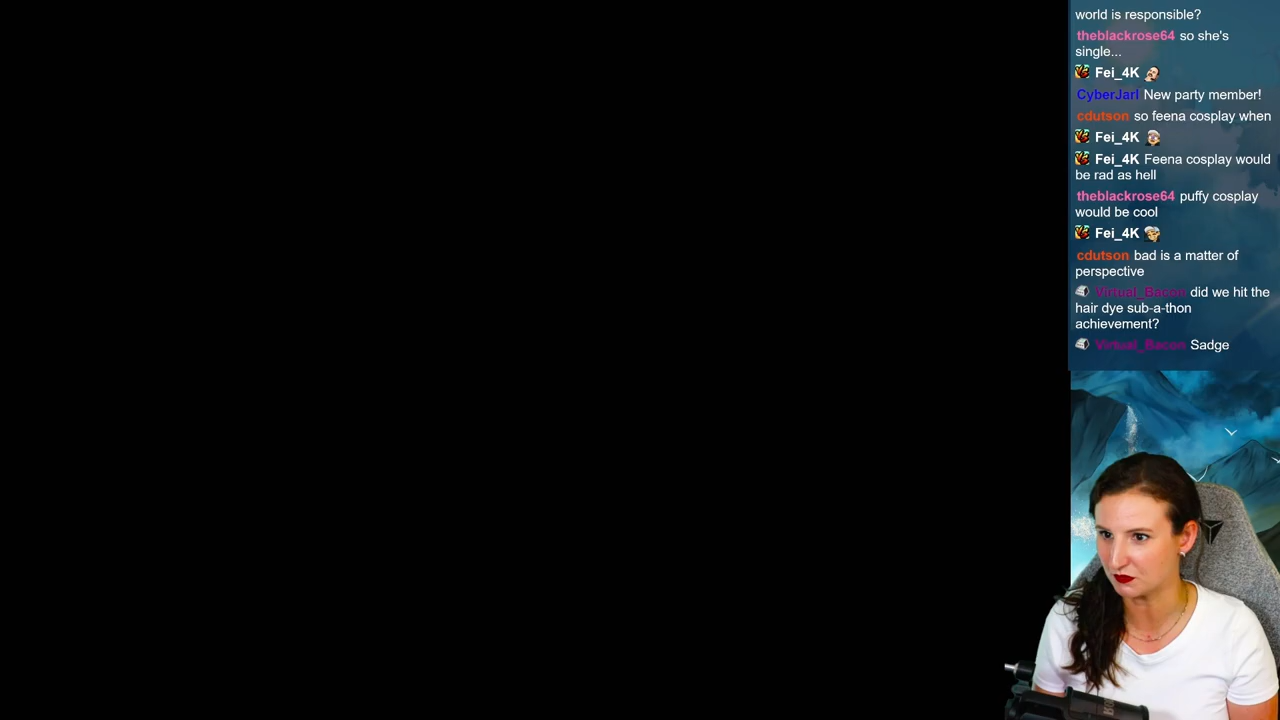 world is responsible?
theblackrose64 so she's
single...
Fei_4K
CyberJarl New party member!
cdutson so feena cosplay when
Fei_4K
Fei_4K Feena cosplay would
be rad as hell
theblackrose64 puffy cosplay
would be cool
Fei_4K
cdutson bad is a matter of
perspective
Virtual_Bacon did we hit the
hair dye sub-a-thon
achievement?
Virtual_Bacon Sadge